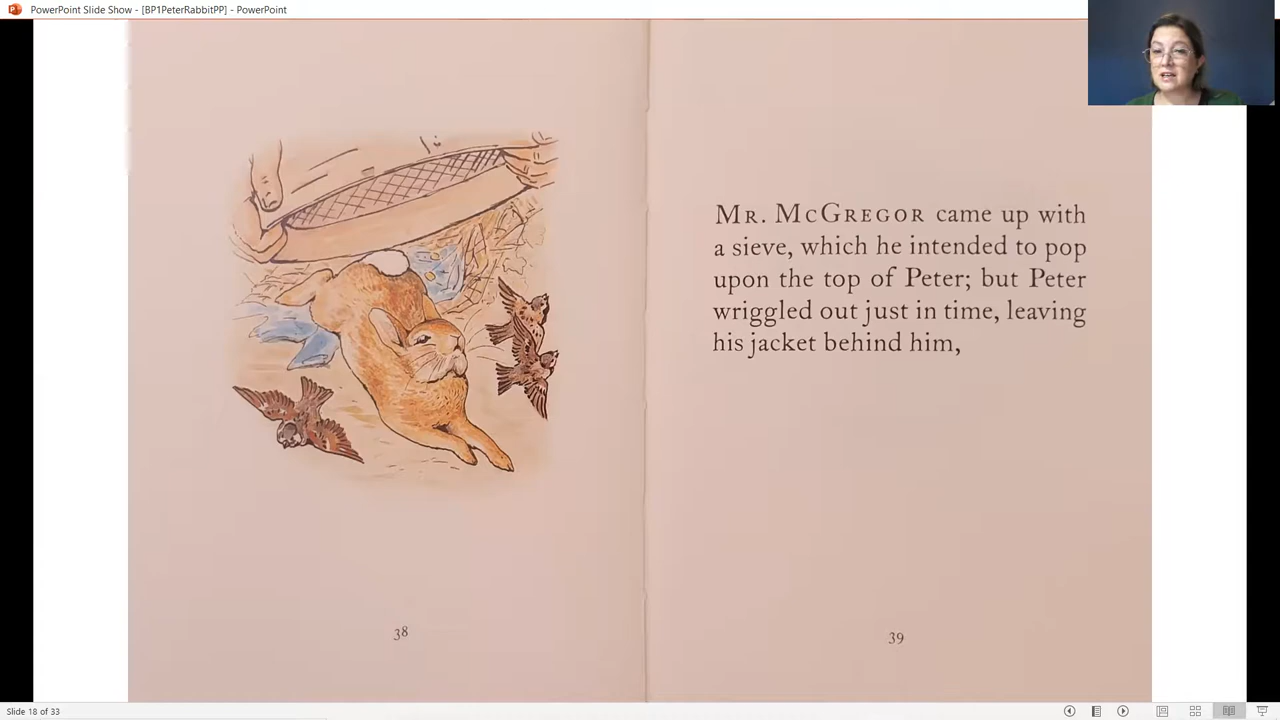 PowerPoint Slide Show - [BP1PeterRabbitPP] - PowerPoint
MR. MCGREGOR came up with
a sieve, which he intended to pop
upon the top of Peter; but Peter
wriggled out just in time, leaving
his jacket behind him,
38
39
Slide 18 of 33